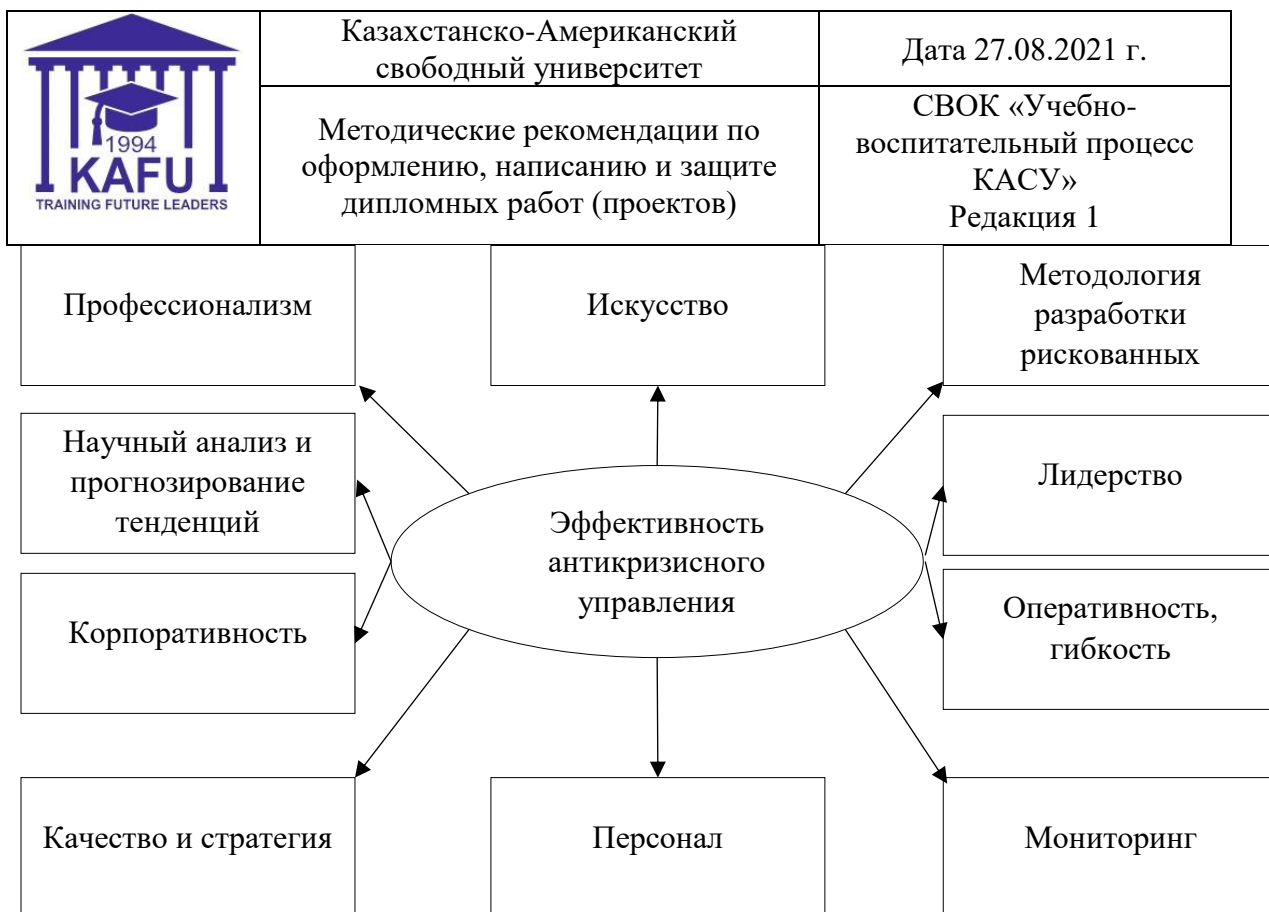 1994
KAFU
TRAINING FUTURE LEADERS
Казахстанско-Американский
свободный университет
Дата 27.08.2021 г.
Методические рекомендации по
оформлению, написанию и защите
дипломных работ (проектов)
СВОК «Учебно-
воспитательный процесс
КАСУ»
Редакция 1
Профессионализм
Искусство
Методология
разработки
рискованных
Научный анализ и
прогнозирование
тенденций
Лидерство
Эффективность
антикризисного
управления
Корпоративность
Оперативность,
гибкость
Качество и стратегия
Персонал
Мониторинг